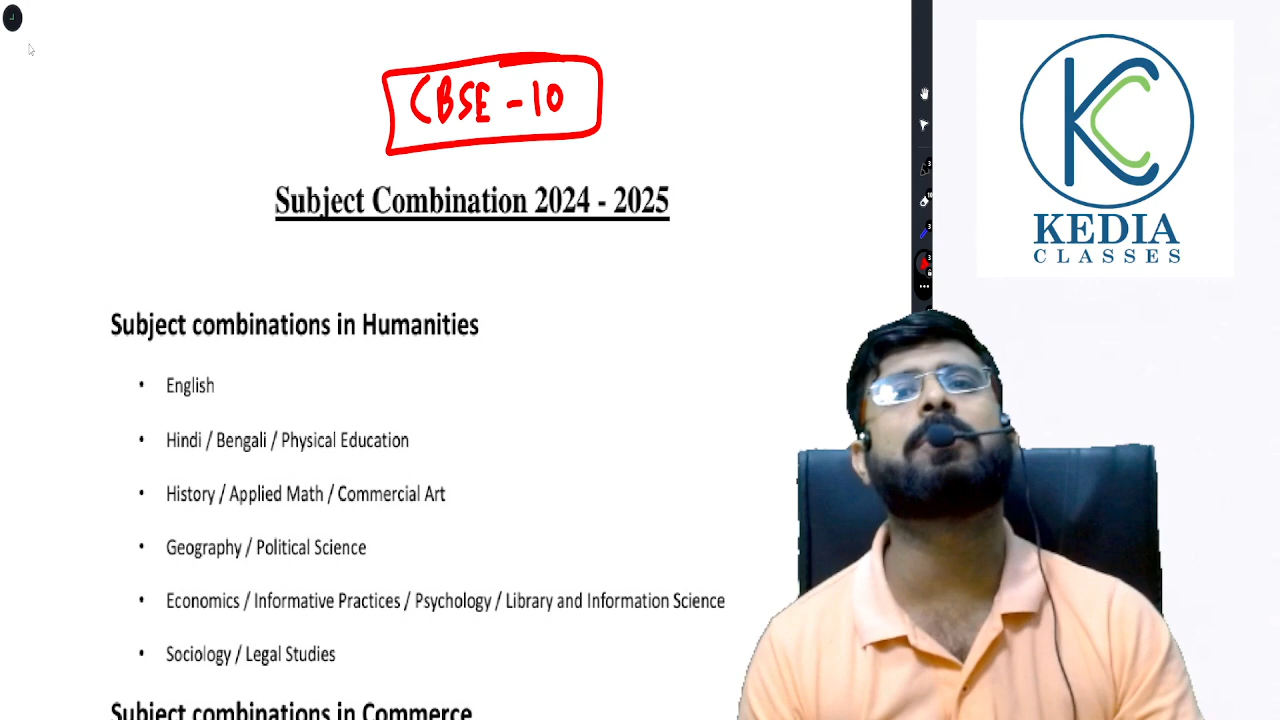 CBSE - 10
Subject Combination 2024 - 2025
Subject combinations in Humanities
• English
• Hindi / Bengali / Physical Education
• History / Applied Math / Commercial Art
• Geography / Political Science
• Economics / Informative Practices / Psychology / Library and Information Science
• Sociology / Legal Studies
Subject combinations in Commerce
KC
KEDIA
CLASSES